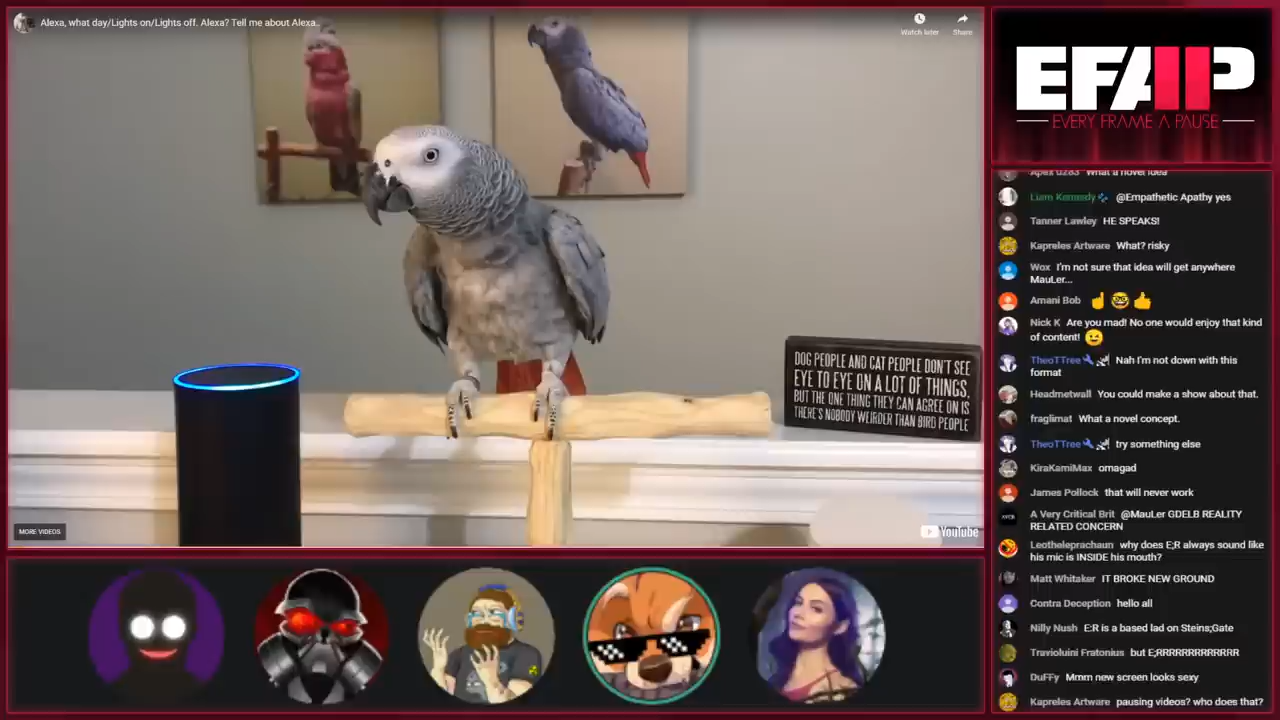 Alexa, what day/Lights on/Lights off. Alexa? Tell me about Alexa..
Watch later
Share
DOG PEOPLE AND CAT PEOPLE DON'T SEE
EYE TO EYE ON A LOT OF THINGS,
BUT THE ONE THING THEY CAN AGREE ON IS
THERE'S NOBODY WEIRDER THAN BIRD PEOPLE
MORE VIDEOS
YouTube
EFAP
EVERY FRAME A PAUSE
What a novel idea
Liam Kennedy @Empathetic Apathy yes
Tanner Lawley HE SPEAKS!
Kapreles Artware What? risky
Wox I'm not sure that idea will get anywhere
MauLer...
Amani Bob
Nick K Are you mad! No one would enjoy that kind
of content!
TheoTTree Nah I'm not down with this
format
Headmetwall You could make a show about that.
fraglimat What a novel concept.
TheoTTree try something else
KiraKamiMax omagad
James Pollock that will never work
A Very Critical Brit @MauLer GDELB REALITY
RELATED CONCERN
Leotheleprachaun why does E;R always sound like
his mic is INSIDE his mouth?
Matt Whitaker IT BROKE NEW GROUND
Contra Deception hello all
Nilly Nush E:R is a based lad on Steins;Gate
Travioluini Fratonius but E;RRRRRRRRRRRRR
DuFFy Mmm new screen looks sexy
Kapreles Artware pausing videos? who does that?